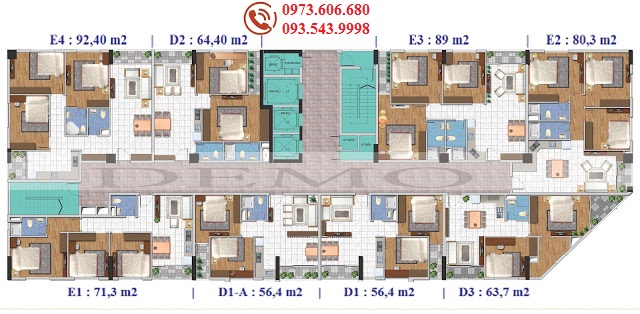 0973.606.680
093.543.9998
E4 : 92,40 m2 D2 : 64,40 m2 E3 : 89 m2 E2 : 80,3 m2
DEMO
E1 : 71,3 m2 D1-A : 56,4 m2 D1 : 56,4 m2 D3 : 63,7 m2